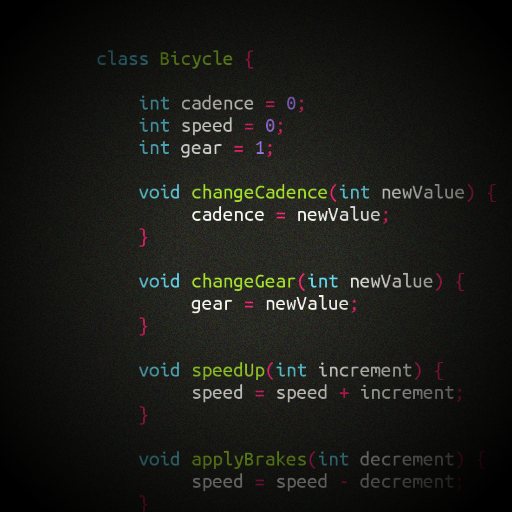 class Bicycle {
int cadence = 0;
int speed = 0;
int gear = 1;
void changeCadence(int newValue) {
cadence = newValue;
}
void changeGear(int newValue) {
gear = newValue;
}
void speedUp(int increment) {
speed = speed + increment;
}
void applyBrakes(int decrement) {
speed = speed - decrement;
}